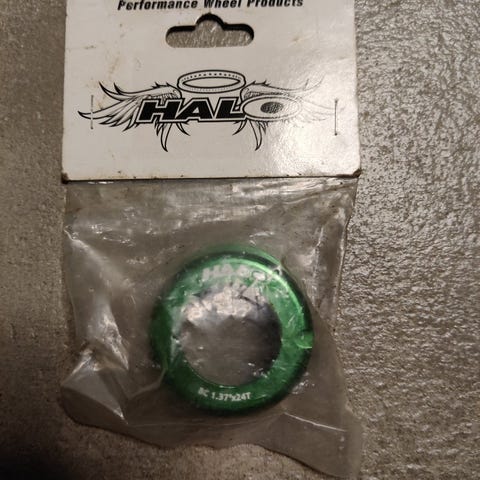 Performance Wheel Products
HALO
HALO
BC 1.37"x24T